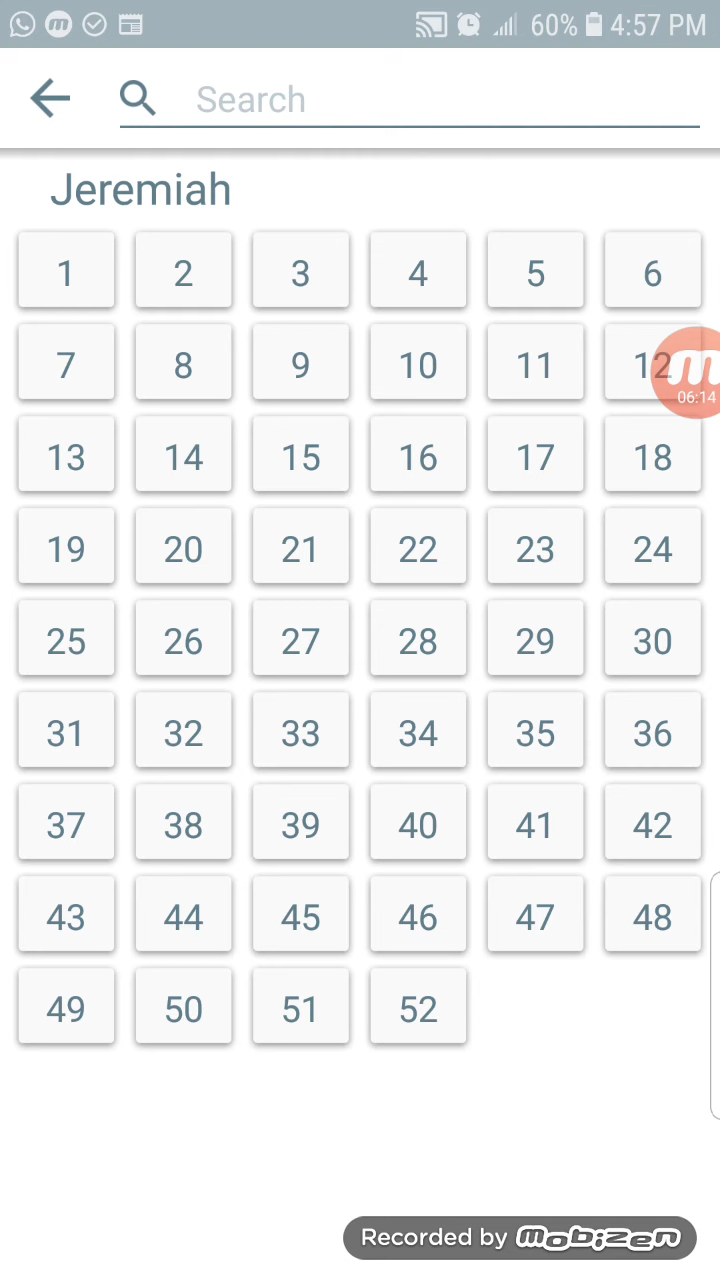 60% 4:57 PM
Search
Jeremiah
1 2 3 4 5 6
7 8 9 10 11 12
06:14
13 14 15 16 17 18
19 20 21 22 23 24
25 26 27 28 29 30
31 32 33 34 35 36
37 38 39 40 41 42
43 44 45 46 47 48
49 50 51 52
Recorded by mobizen